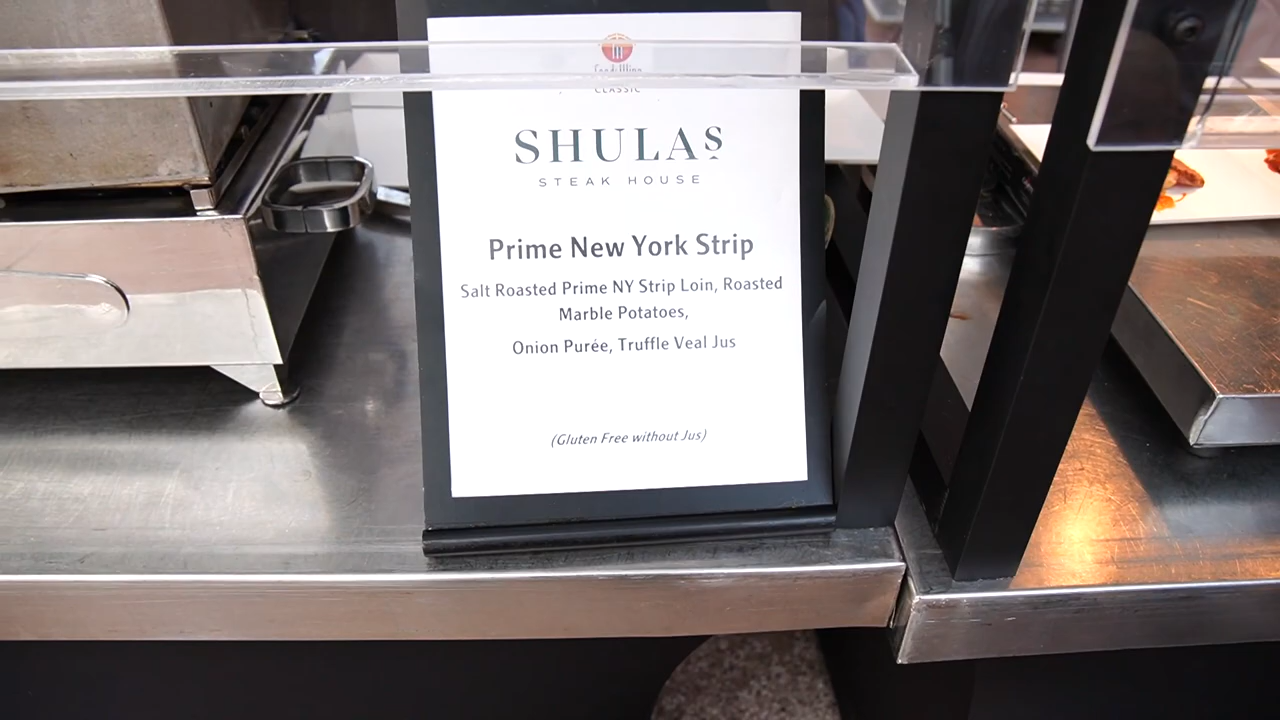 CLASSIC
SHULAS
STEAK HOUSE
Prime New York Strip
Salt Roasted Prime NY Strip Loin, Roasted
Marble Potatoes,
Onion Purée, Truffle Veal Jus
(Gluten Free without Jus)